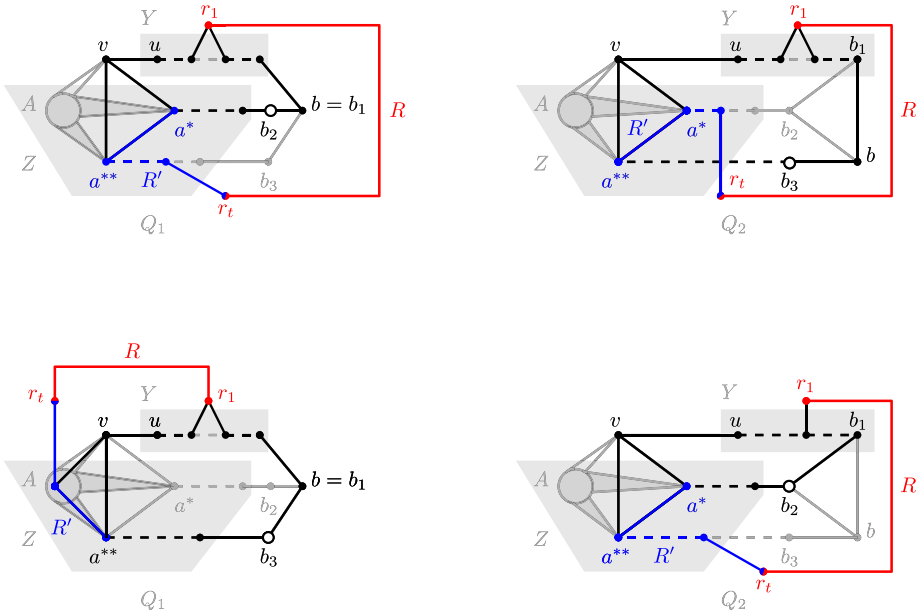 Y r₁ Y r₁
v u v u b₁
A b = b₁ R A R' a* R
a* b₂ b₂
Z b₃ Z b
a** R' a** rₜ b₃
rₜ
Q₁ Q₂
R
rₜ Y r₁ Y r₁
v u v u b₁
A b = b₁ A R
a* b₂ a* b₂
R'
Z Z b
a** b₃ a** R' b₃
rₜ
Q₁ Q₂